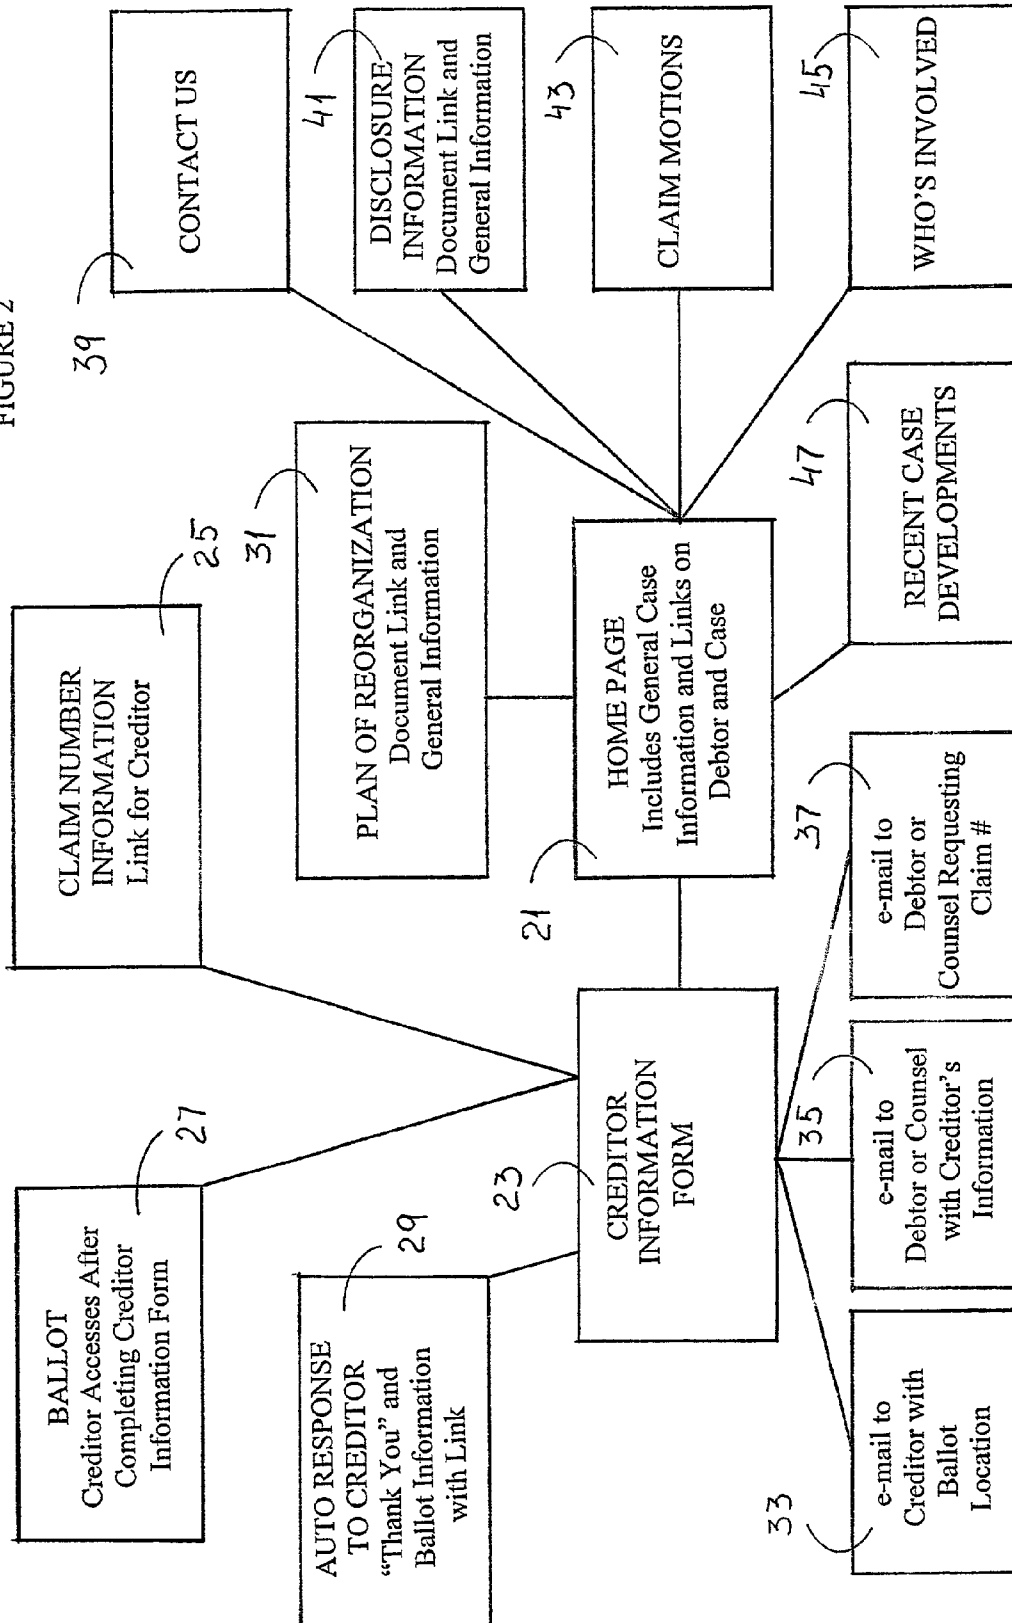 FIGURE 2
BALLOT
Creditor Accesses After
Completing Creditor
Information Form
27
CLAIM NUMBER
INFORMATION
Link for Creditor
25
39
CONTACT US
AUTO RESPONSE
TO CREDITOR
“Thank You” and
Ballot Information
with Link
29
PLAN OF REORGANIZATION
Document Link and
General Information
31
41
DISCLOSURE
INFORMATION
Document Link and
General Information
23
CREDITOR
INFORMATION
FORM
21
HOME PAGE
Includes General Case
Information and Links on
Debtor and Case
43
CLAIM MOTIONS
33
e-mail to
Creditor with
Ballot
Location
35
e-mail to
Debtor or Counsel
with Creditor’s
Information
37
e-mail to
Debtor or
Counsel Requesting
Claim #
47
RECENT CASE
DEVELOPMENTS
45
WHO’S INVOLVED